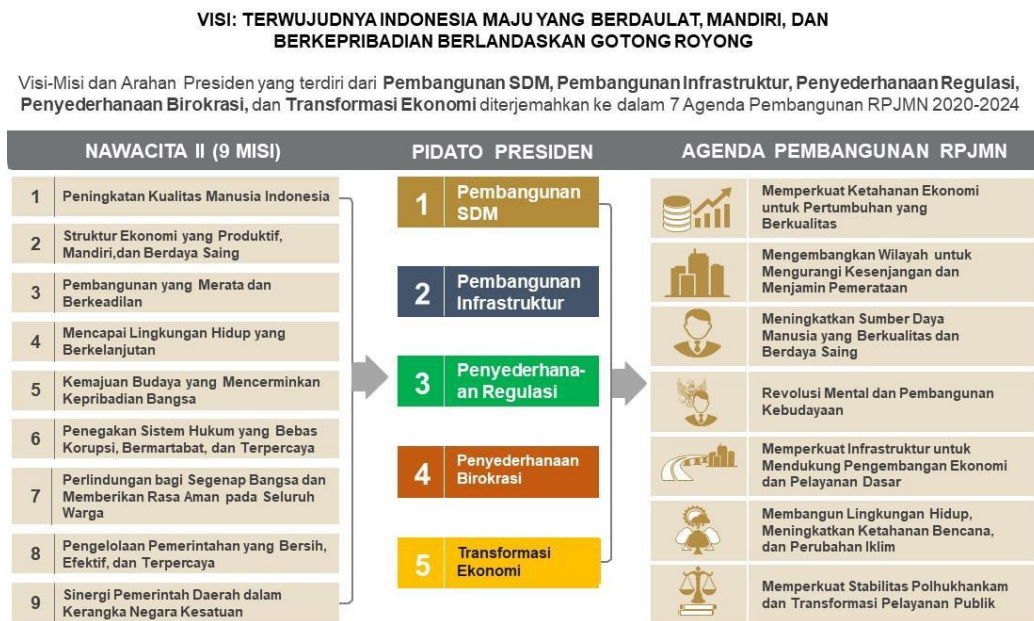 VISI: TERWUJUDNYA INDONESIA MAJU YANG BERDAULAT, MANDIRI, DAN
BERKEPRIBADIAN BERLANDASKAN GOTONG ROYONG
Visi-Misi dan Arahan Presiden yang terdiri dari Pembangunan SDM, Pembangunan Infrastruktur, Penyederhanaan Regulasi,
Penyederhanaan Birokrasi, dan Transformasi Ekonomi diterjemahkan ke dalam 7 Agenda Pembangunan RPJMN 2020-2024
NAWACITA II (9 MISI)
1 Peningkatan Kualitas Manusia Indonesia
2 Struktur Ekonomi yang Produktif,
Mandiri,dan Berdaya Saing
3 Pembangunan yang Merata dan
Berkeadilan
4 Mencapai Lingkungan Hidup yang
Berkelanjutan
5 Kemajuan Budaya yang Mencerminkan
Kepribadian Bangsa
6 Penegakan Sistem Hukum yang Bebas
Korupsi, Bermartabat, dan Terpercaya
7 Perlindungan bagi Segenap Bangsa dan
Memberikan Rasa Aman pada Seluruh
Warga
8 Pengelolaan Pemerintahan yang Bersih,
Efektif, dan Terpercaya
9 Sinergi Pemerintah Daerah dalam
Kerangka Negara Kesatuan
PIDATO PRESIDEN
1 Pembangunan
SDM
2 Pembangunan
Infrastruktur
3 Penyederhana-
an Regulasi
4 Penyederhanaan
Birokrasi
5 Transformasi
Ekonomi
AGENDA PEMBANGUNAN RPJMN
Memperkuat Ketahanan Ekonomi
untuk Pertumbuhan yang
Berkualitas
Mengembangkan Wilayah untuk
Mengurangi Kesenjangan dan
Menjamin Pemerataan
Meningkatkan Sumber Daya
Manusia yang Berkualitas dan
Berdaya Saing
Revolusi Mental dan Pembangunan
Kebudayaan
Memperkuat Infrastruktur untuk
Mendukung Pengembangan Ekonomi
dan Pelayanan Dasar
Membangun Lingkungan Hidup,
Meningkatkan Ketahanan Bencana,
dan Perubahan Iklim
Memperkuat Stabilitas Polhukhankam
dan Transformasi Pelayanan Publik